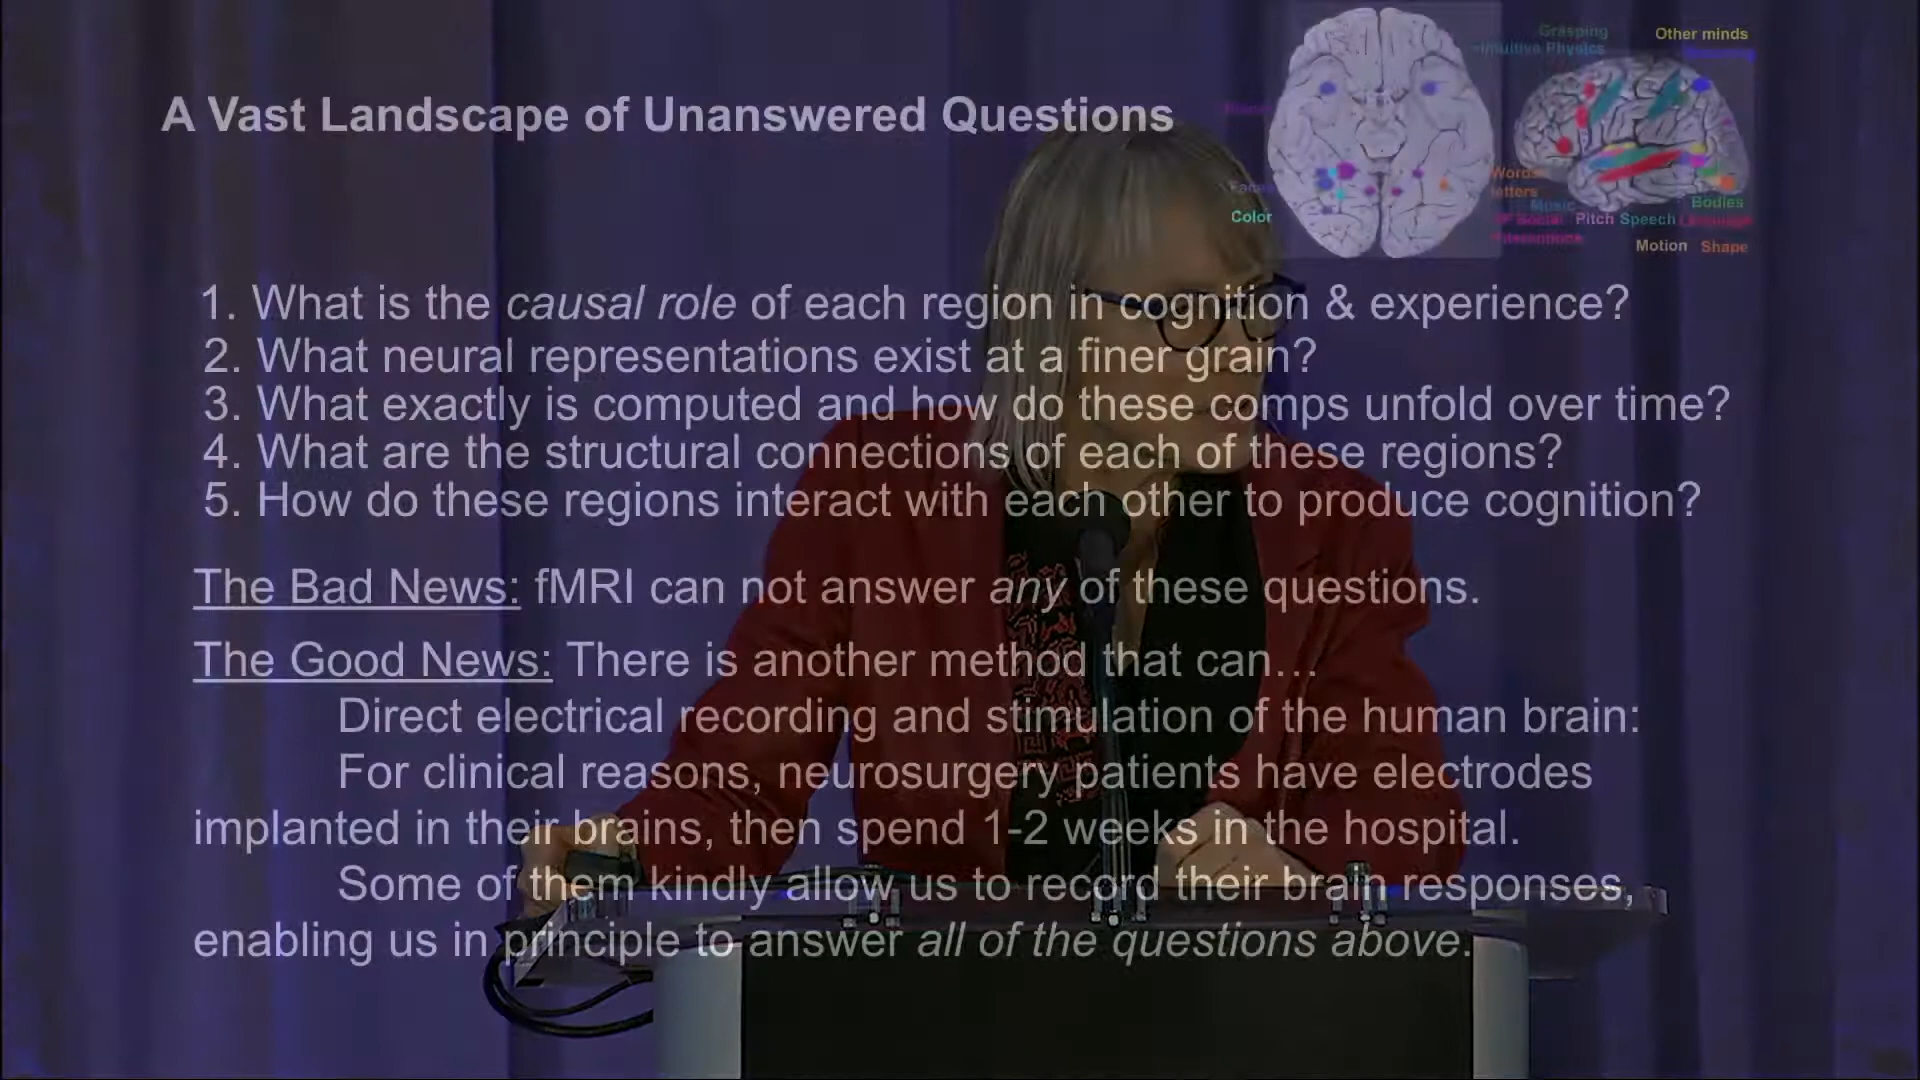 Grasping
Other minds
Intuitive Physics
A Vast Landscape of Unanswered Questions
Words
letters
Color
Music
Bodies
Pitch Speech
Motion Shape
1. What is the causal role of each region in cognition & experience?
2. What neural representations exist at a finer grain?
3. What exactly is computed and how do these comps unfold over time?
4. What are the structural connections of each of these regions?
5. How do these regions interact with each other to produce cognition?
The Bad News: fMRI can not answer any of these questions.
The Good News: There is another method that can…
Direct electrical recording and stimulation of the human brain:
For clinical reasons, neurosurgery patients have electrodes
implanted in their brains, then spend 1-2 weeks in the hospital.
Some of them kindly allow us to record their brain responses,
enabling us in principle to answer all of the questions above.